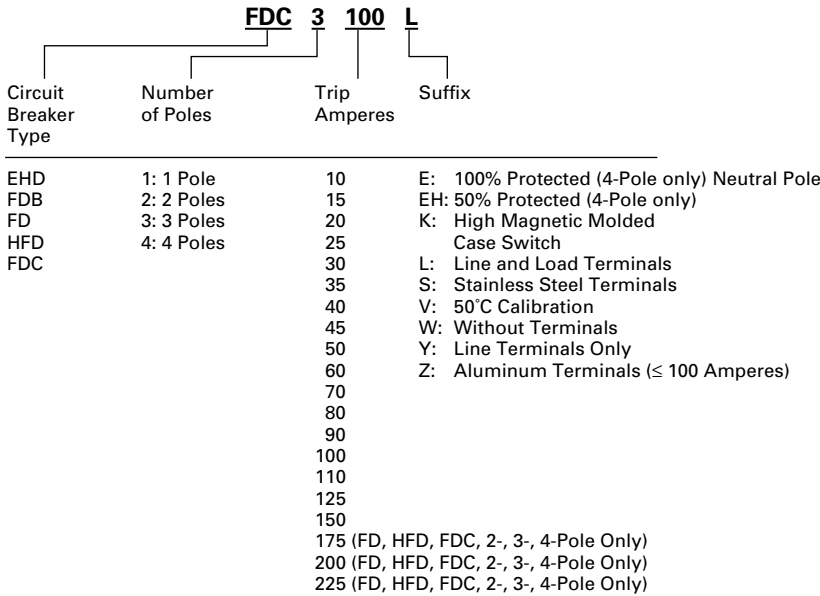 FDC 3 100 L
Circuit Breaker Type
Number of Poles
Trip Amperes
Suffix
EHD
FDB
FD
HFD
FDC
1: 1 Pole
2: 2 Poles
3: 3 Poles
4: 4 Poles
10
15
20
25
30
35
40
45
50
60
70
80
90
100
110
125
150
175 (FD, HFD, FDC, 2-, 3-, 4-Pole Only)
200 (FD, HFD, FDC, 2-, 3-, 4-Pole Only)
225 (FD, HFD, FDC, 2-, 3-, 4-Pole Only)
E: 100% Protected (4-Pole only) Neutral Pole
EH: 50% Protected (4-Pole only)
K: High Magnetic Molded
Case Switch
L: Line and Load Terminals
S: Stainless Steel Terminals
V: 50˚C Calibration
W: Without Terminals
Y: Line Terminals Only
Z: Aluminum Terminals (≤ 100 Amperes)